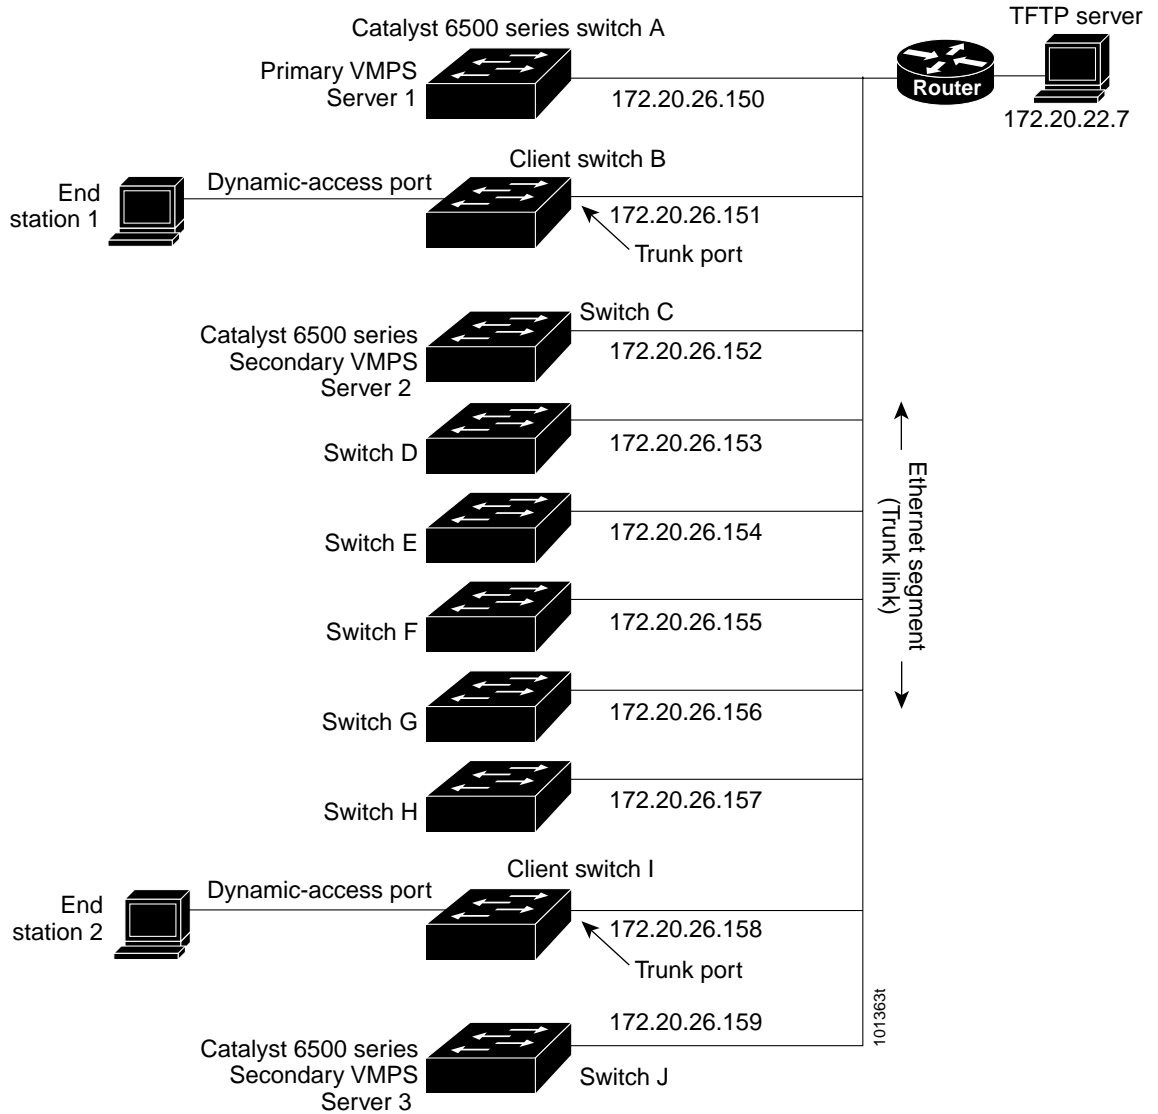 Catalyst 6500 series switch A
TFTP server
Primary VMPS
Server 1
172.20.26.150
Router
172.20.22.7
Client switch B
End
station 1
Dynamic-access port
172.20.26.151
Trunk port
Switch C
Catalyst 6500 series
Secondary VMPS
Server 2
172.20.26.152
Switch D
172.20.26.153
Switch E
172.20.26.154
Ethernet segment
(Trunk link)
Switch F
172.20.26.155
Switch G
172.20.26.156
Switch H
172.20.26.157
Client switch I
End
station 2
Dynamic-access port
172.20.26.158
Trunk port
101363t
172.20.26.159
Catalyst 6500 series
Secondary VMPS
Server 3
Switch J